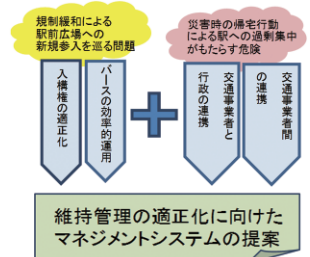 規制緩和による
駅前広場への
新規参入を巡る問題
災害時の帰宅行動
による駅への過剰集中
がもたらす危険
入構権の適正化
バースの効率的運用
交通事業者と
行政の連携
交通事業者間
の連携
維持管理の適正化に向けた
マネジメントシステムの提案